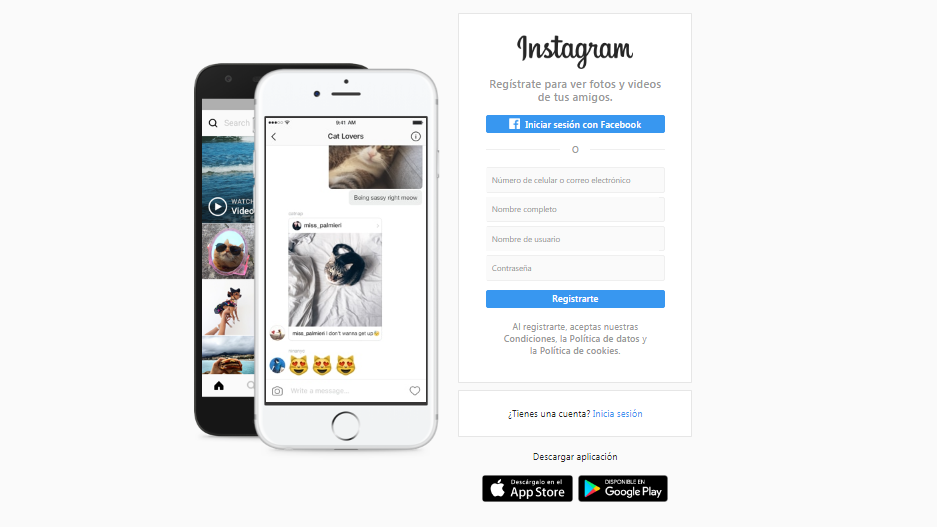 Search
WATCH
Video
9:41 AM
Cat Lovers
Being sassy right meow
miss_palmieri
miss_palmieri i don't wanna get up
Write a message...
Instagram
Regístrate para ver fotos y videos
de tus amigos.
Iniciar sesión con Facebook
O
Número de celular o correo electrónico
Nombre completo
Nombre de usuario
Contraseña
Registrarte
Al registrarte, aceptas nuestras
Condiciones, la Política de datos y
la Política de cookies.
¿Tienes una cuenta? Inicia sesión
Descargar aplicación
Descárgalo en el
App Store
DISPONIBLE EN
Google Play